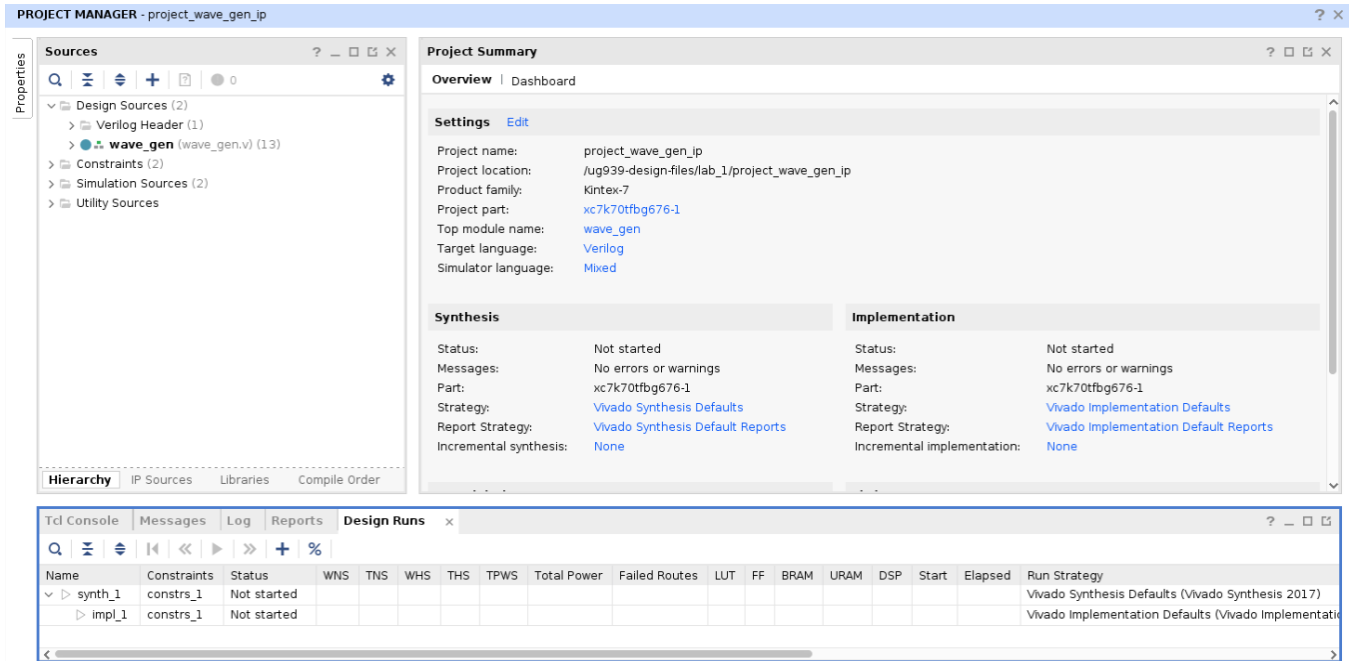 PROJECT MANAGER - project_wave_gen_ip
Properties
Sources
0
Design Sources (2)
Verilog Header (1)
wave_gen (wave_gen.v) (13)
Constraints (2)
Simulation Sources (2)
Utility Sources
Hierarchy IP Sources Libraries Compile Order
Project Summary
Overview | Dashboard
Settings Edit
Project name: project_wave_gen_ip
Project location: /ug939-design-files/lab_1/project_wave_gen_ip
Product family: Kintex-7
Project part: xc7k70tfbg676-1
Top module name: wave_gen
Target language: Verilog
Simulator language: Mixed
Synthesis
Status: Not started
Messages: No errors or warnings
Part: xc7k70tfbg676-1
Strategy: Vivado Synthesis Defaults
Report Strategy: Vivado Synthesis Default Reports
Incremental synthesis: None
Implementation
Status: Not started
Messages: No errors or warnings
Part: xc7k70tfbg676-1
Strategy: Vivado Implementation Defaults
Report Strategy: Vivado Implementation Default Reports
Incremental implementation: None
Tcl Console Messages Log Reports Design Runs
Name Constraints Status WNS TNS WHS THS TPWS Total Power Failed Routes LUT FF BRAM URAM DSP Start Elapsed Run Strategy
synth_1 constrs_1 Not started Vivado Synthesis Defaults (Vivado Synthesis 2017)
impl_1 constrs_1 Not started Vivado Implementation Defaults (Vivado Implementatio